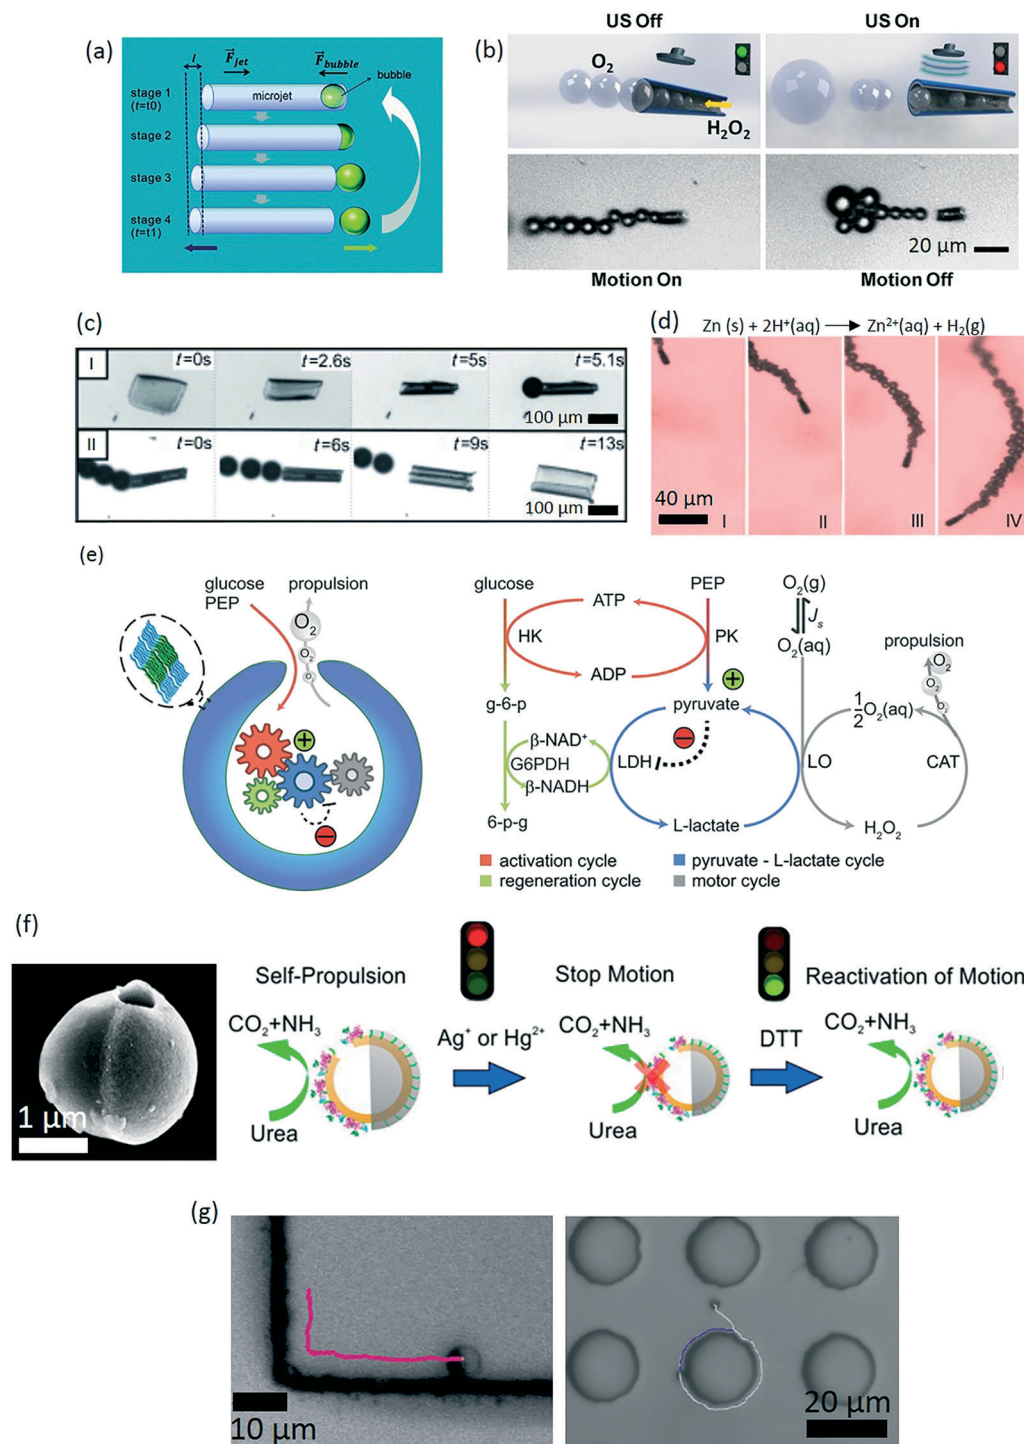 (a)
F⃗jet
F⃗bubble
l
bubble
stage 1
(t=t0)
microjet
stage 2
stage 3
stage 4
(t=t1)
(b)
US Off
US On
O2
H2O2
20 μm
Motion On
Motion Off
(c)
I
t=0s
t=2.6s
t=5s
t=5.1s
100 μm
II
t=0s
t=6s
t=9s
t=13s
100 μm
(d)
Zn (s) + 2H⁺(aq) → Zn²⁺(aq) + H₂(g)
40 μm
I
II
III
IV
(e)
glucose
PEP
propulsion
O2
O2
O2
+
−
glucose
ATP
PEP
O2(g)
HK
PK
Js
ADP
O2(aq)
propulsion
O2
O2
O2
g-6-p
+
pyruvate
½O2(aq)
−
β-NAD⁺
G6PDH
β-NADH
LDH
LO
CAT
6-p-g
L-lactate
H2O2
activation cycle
pyruvate - L-lactate cycle
regeneration cycle
motor cycle
(f)
1 μm
Self-Propulsion
Stop Motion
Reactivation of Motion
CO2+NH3
Ag⁺ or Hg²⁺
CO2+NH3
DTT
CO2+NH3
Urea
Urea
Urea
(g)
10 μm
20 μm